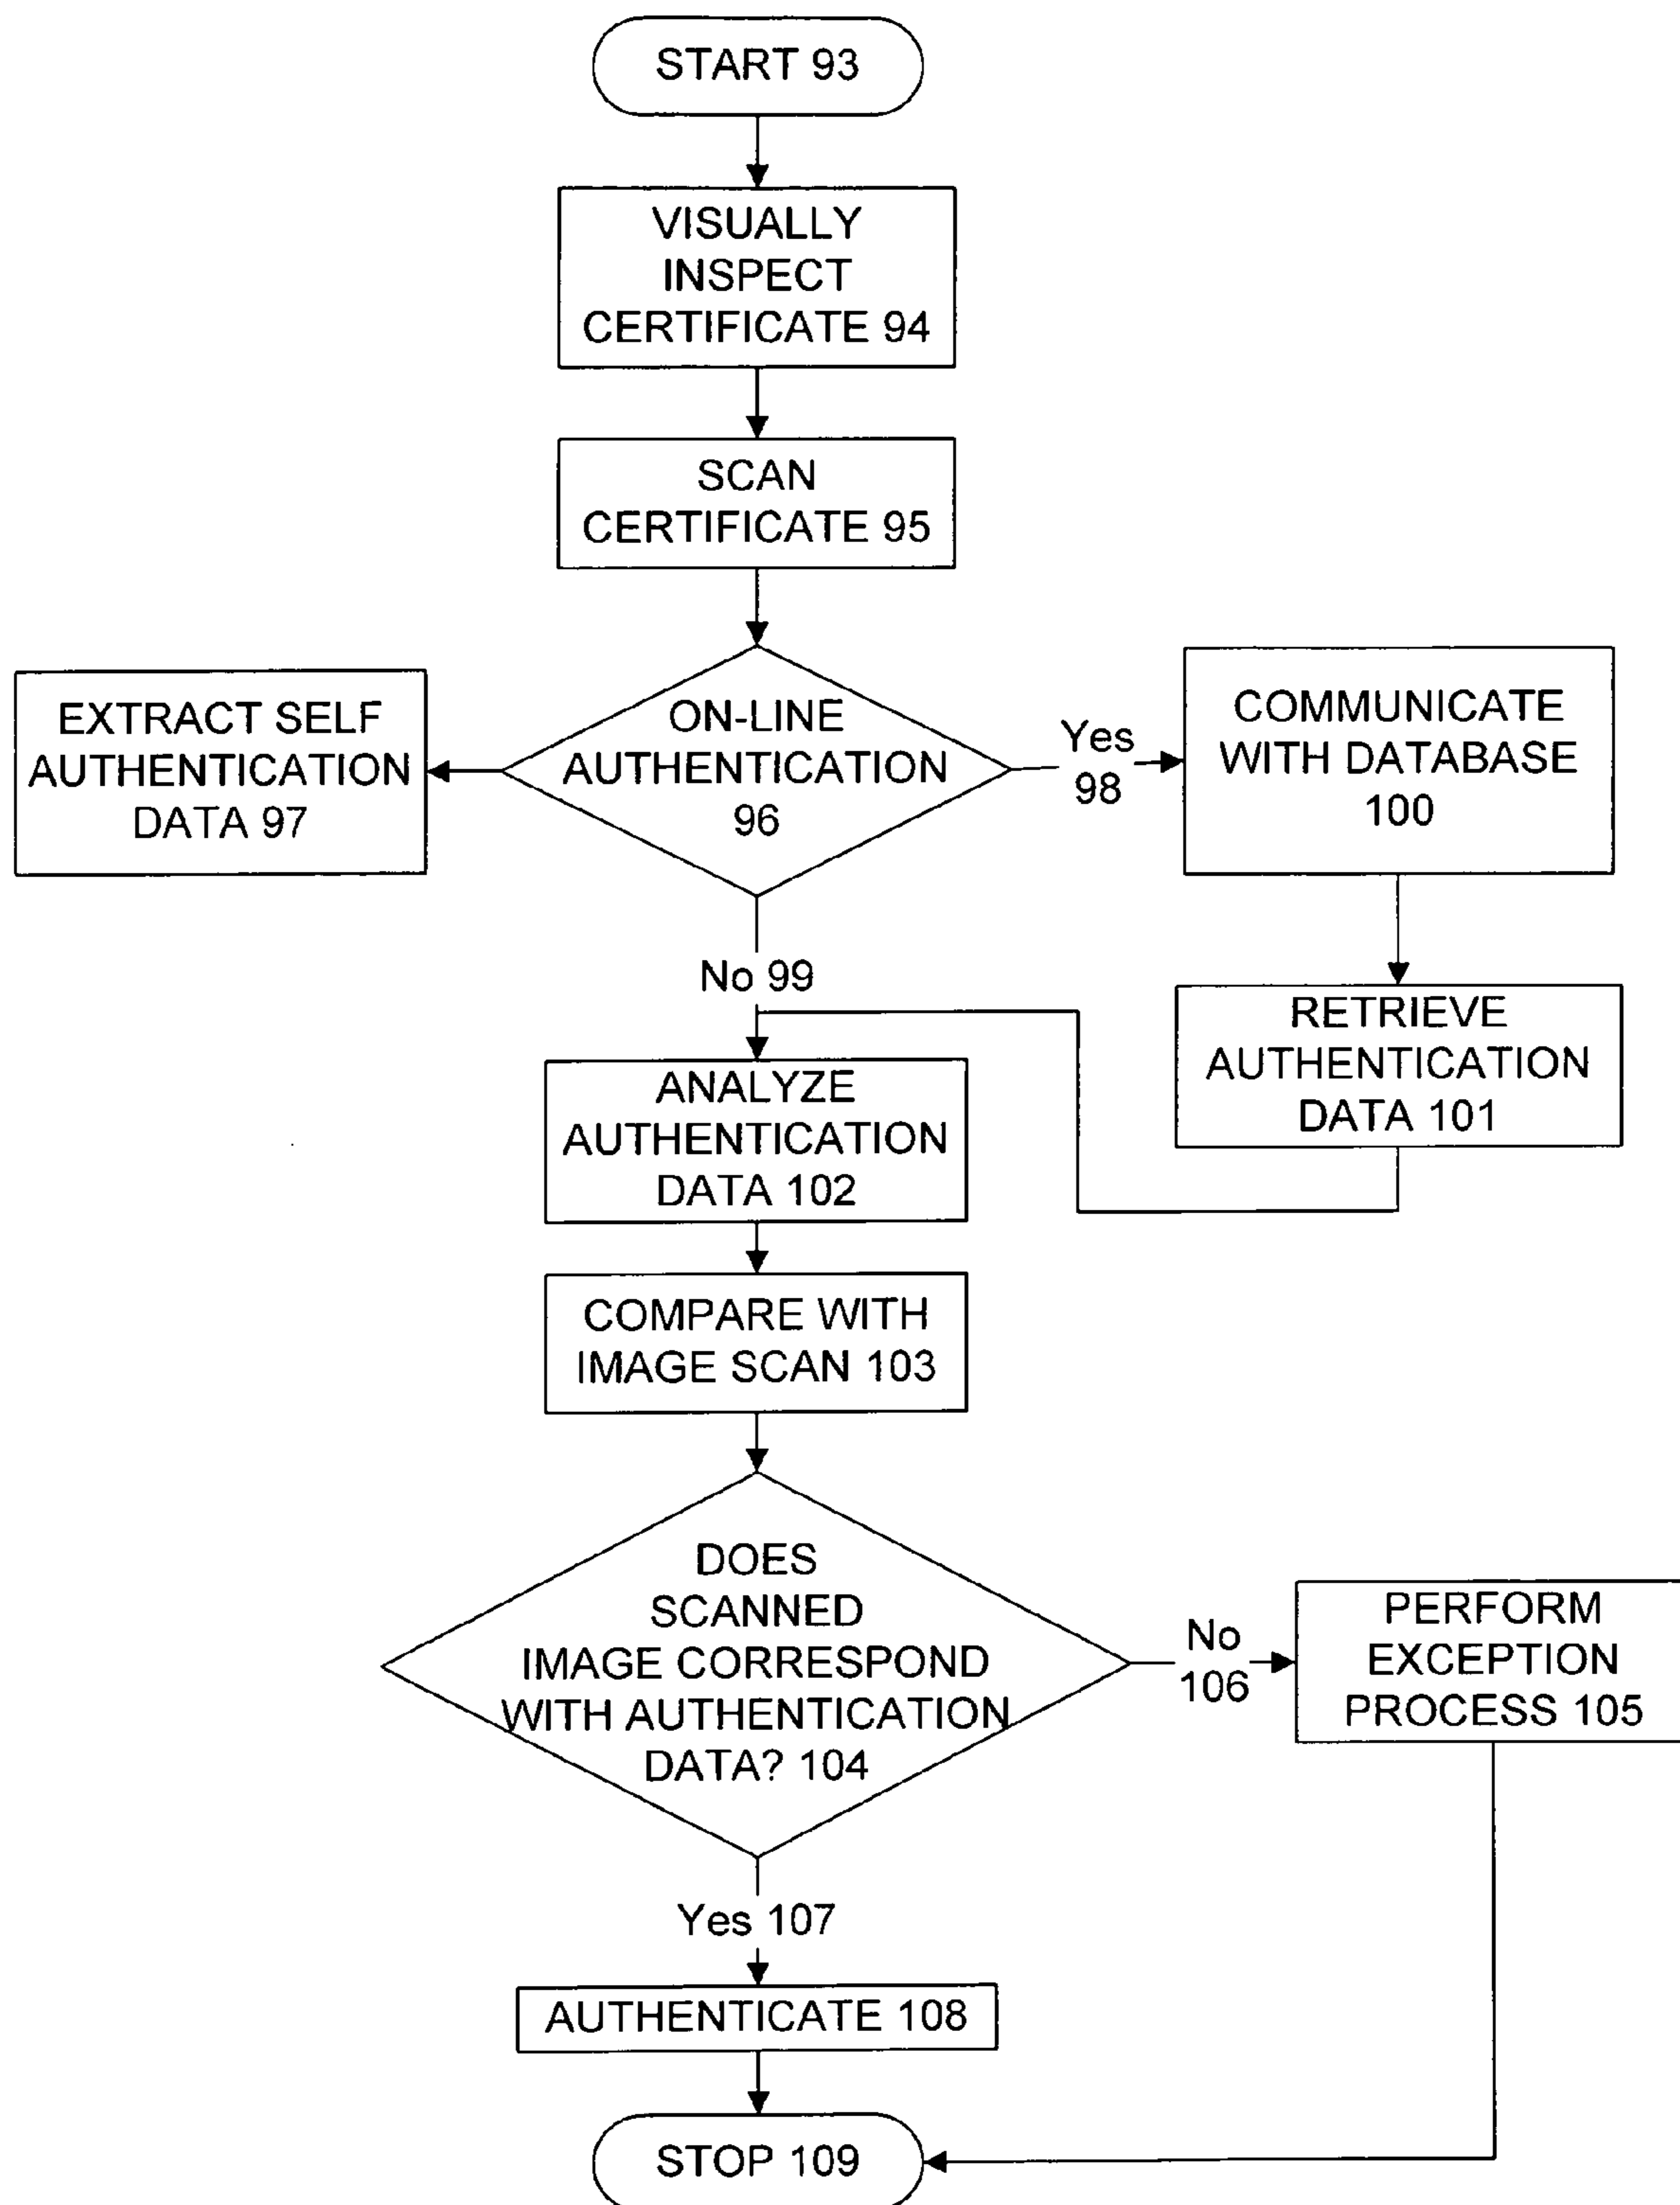 START 93
VISUALLY
INSPECT
CERTIFICATE 94
SCAN
CERTIFICATE 95
ON-LINE
AUTHENTICATION
96
EXTRACT SELF
AUTHENTICATION
DATA 97
Yes
98
COMMUNICATE
WITH DATABASE
100
No 99
RETRIEVE
AUTHENTICATION
DATA 101
ANALYZE
AUTHENTICATION
DATA 102
COMPARE WITH
IMAGE SCAN 103
DOES
SCANNED
IMAGE CORRESPOND
WITH AUTHENTICATION
DATA? 104
No
106
PERFORM
EXCEPTION
PROCESS 105
Yes 107
AUTHENTICATE 108
STOP 109